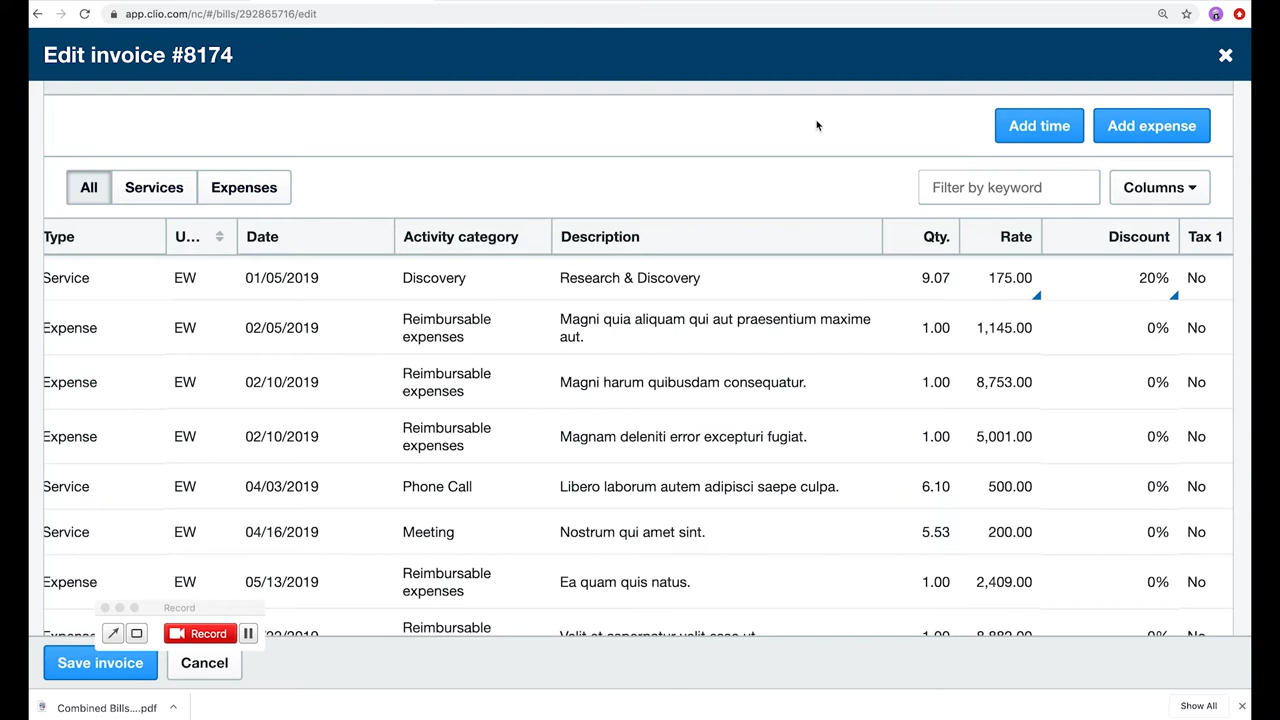 app.clio.com/nc/#/bills/292865716/edit
Edit invoice #8174
Add time Add expense
All Services Expenses Filter by keyword Columns
Type U... Date Activity category Description Qty. Rate Discount Tax 1
Service EW 01/05/2019 Discovery Research & Discovery 9.07 175.00 20% No
Expense EW 02/05/2019 Reimbursable expenses Magni quia aliquam qui aut praesentium maxime aut. 1.00 1,145.00 0% No
Expense EW 02/10/2019 Reimbursable expenses Magni harum quibusdam consequatur. 1.00 8,753.00 0% No
Expense EW 02/10/2019 Reimbursable expenses Magnam deleniti error excepturi fugiat. 1.00 5,001.00 0% No
Service EW 04/03/2019 Phone Call Libero laborum autem adipisci saepe culpa. 6.10 500.00 0% No
Service EW 04/16/2019 Meeting Nostrum qui amet sint. 5.53 200.00 0% No
Expense EW 05/13/2019 Reimbursable expenses Ea quam quis natus. 1.00 2,409.00 0% No
Record
Reimbursable
Record
Save invoice Cancel
Combined Bills....pdf Show All